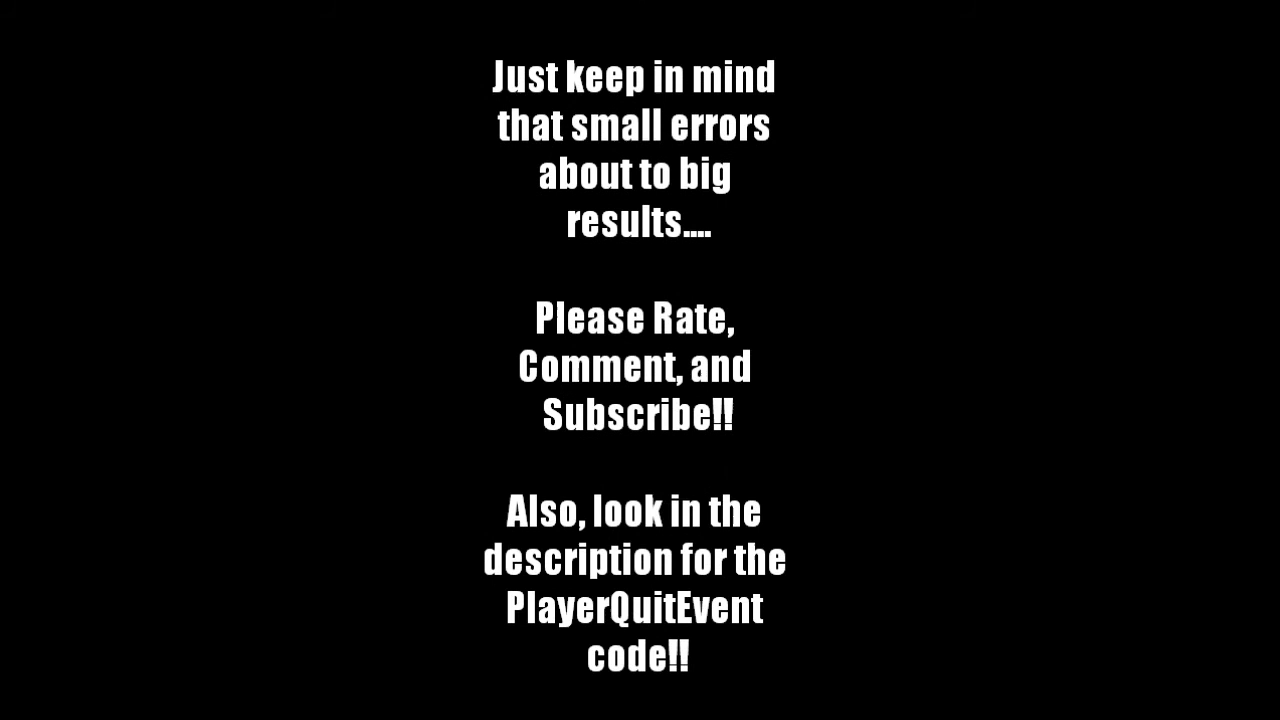 Just keep in mind
that small errors
about to big
results....
Please Rate,
Comment, and
Subscribe!!
Also, look in the
description for the
PlayerQuitEvent
code!!